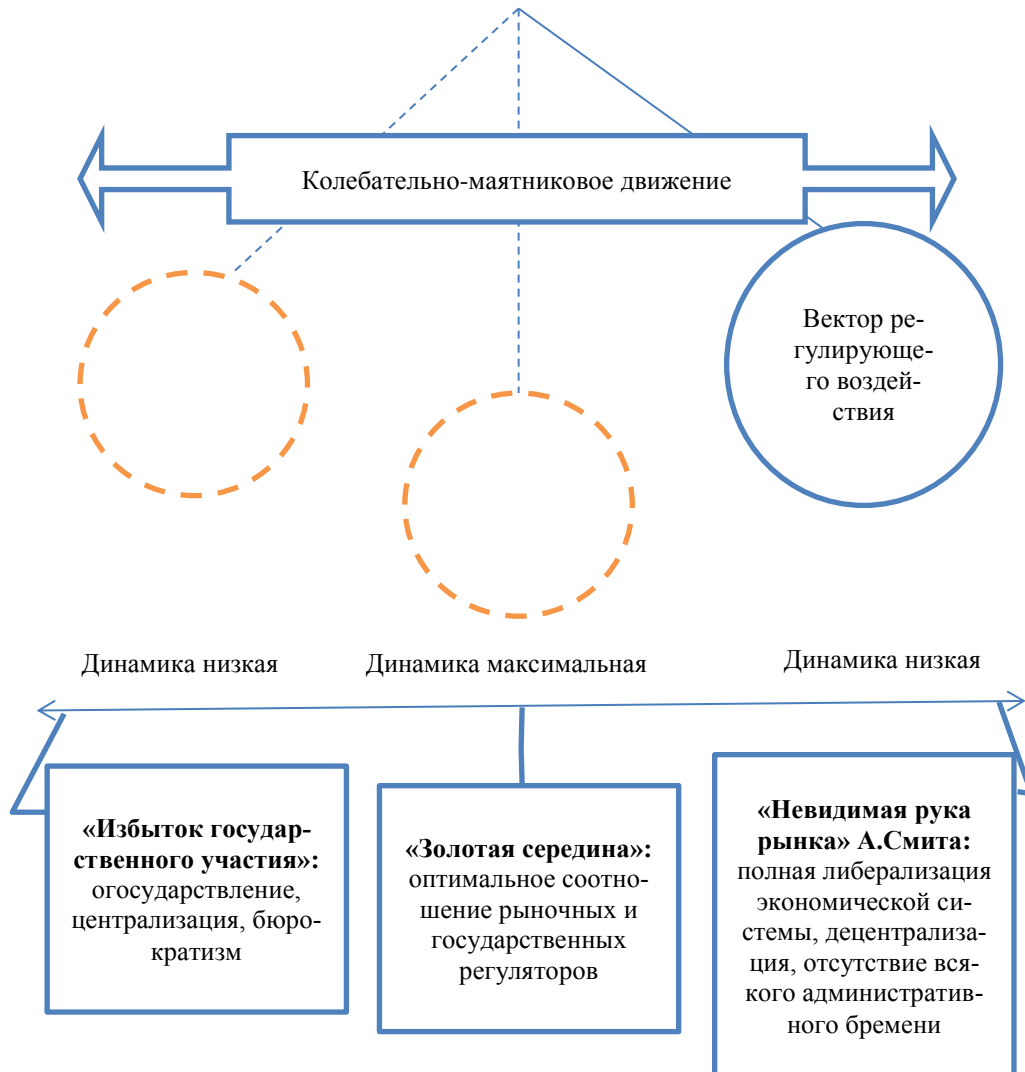 Колебательно-маятниковое движение
Вектор ре-
гулирующе-
го воздей-
ствия
Динамика низкая
Динамика максимальная
Динамика низкая
«Избыток государ-
ственного участия»:
огосударствление,
централизация, бюро-
кратизм
«Золотая середина»:
оптимальное соотно-
шение рыночных и
государственных
регуляторов
«Невидимая рука
рынка» А.Смита:
полная либерализация
экономической си-
стемы, децентрализа-
ция, отсутствие вся-
кого административ-
ного бремени